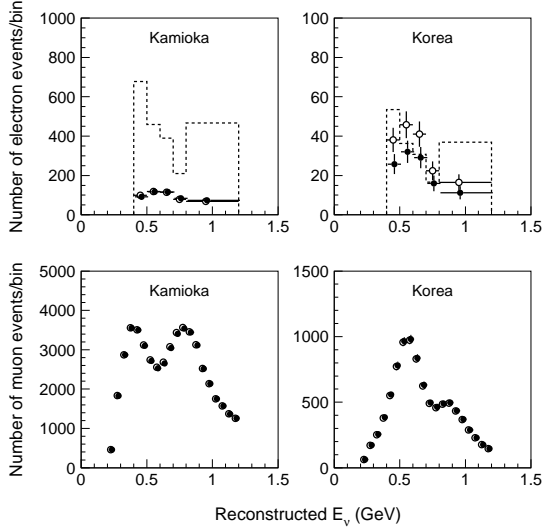 Number of electron events/bin
1000
800
600
400
200
0
Kamioka
0 0.5 1 1.5
100
80
60
40
20
0
Korea
0 0.5 1 1.5
Number of muon events/bin
5000
4000
3000
2000
1000
0
Kamioka
0 0.5 1 1.5
1500
1000
500
0
Korea
0 0.5 1 1.5
Reconstructed E_ν (GeV)